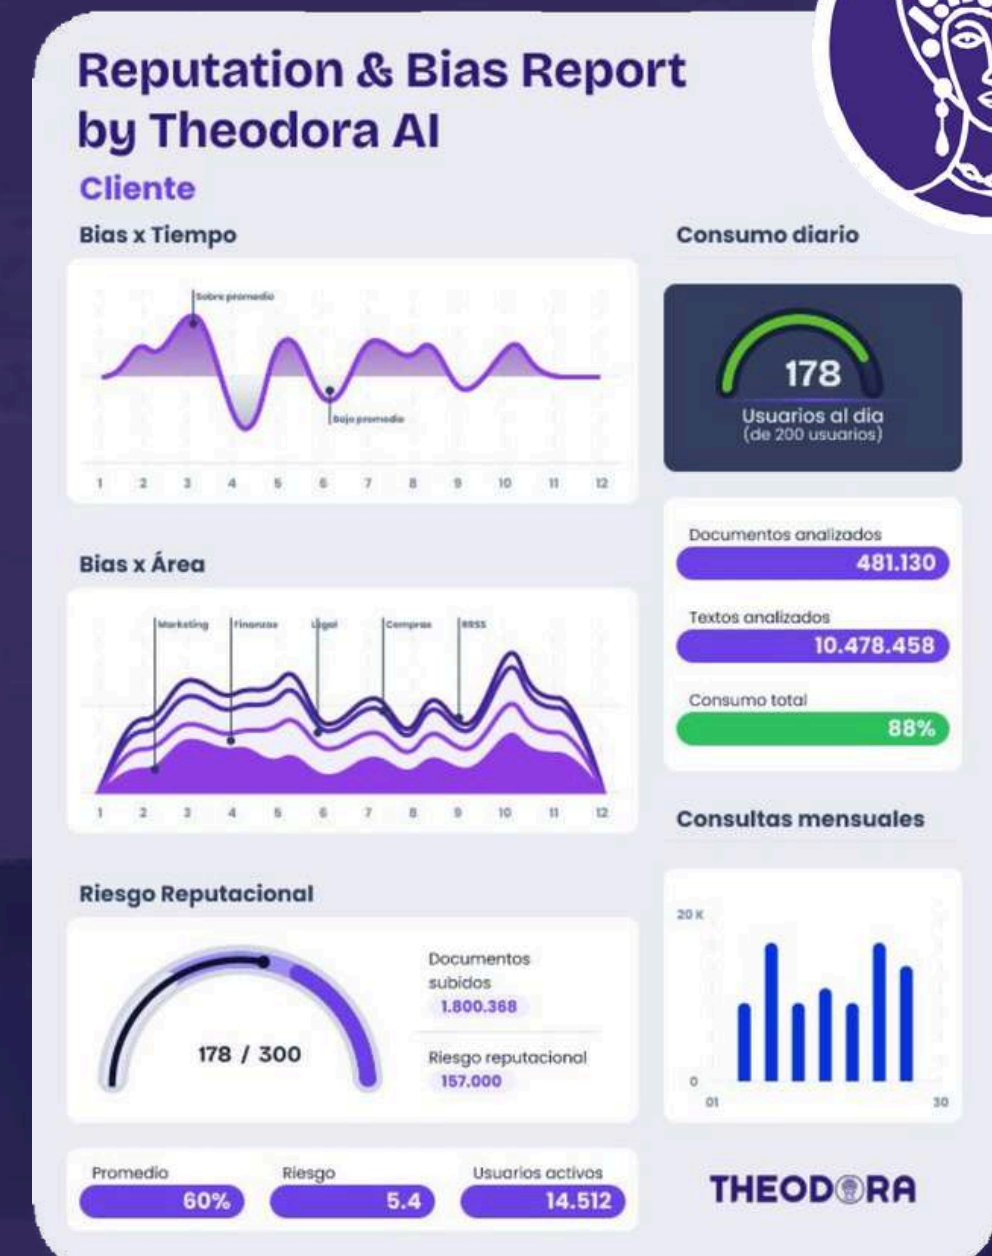 Reputation & Bias Report
by Theodora AI
Cliente
Bias x Tiempo
Sobre promedio
Bajo promedio
1 2 3 4 5 6 7 8 9 10 11 12
Bias x Área
Marketing Finanzas Legal Compras RRSS
1 2 3 4 5 6 7 8 9 10 11 12
Riesgo Reputacional
178 / 300
Documentos
subidos
1.800.368
Riesgo reputacional
157.000
Promedio
60%
Riesgo
5.4
Usuarios activos
14.512
Consumo diario
178
Usuarios al dia
(de 200 usuarios)
Documentos analizados
481.130
Textos analizados
10.478.458
Consumo total
88%
Consultas mensuales
20 K
0
01 30
THEODORA